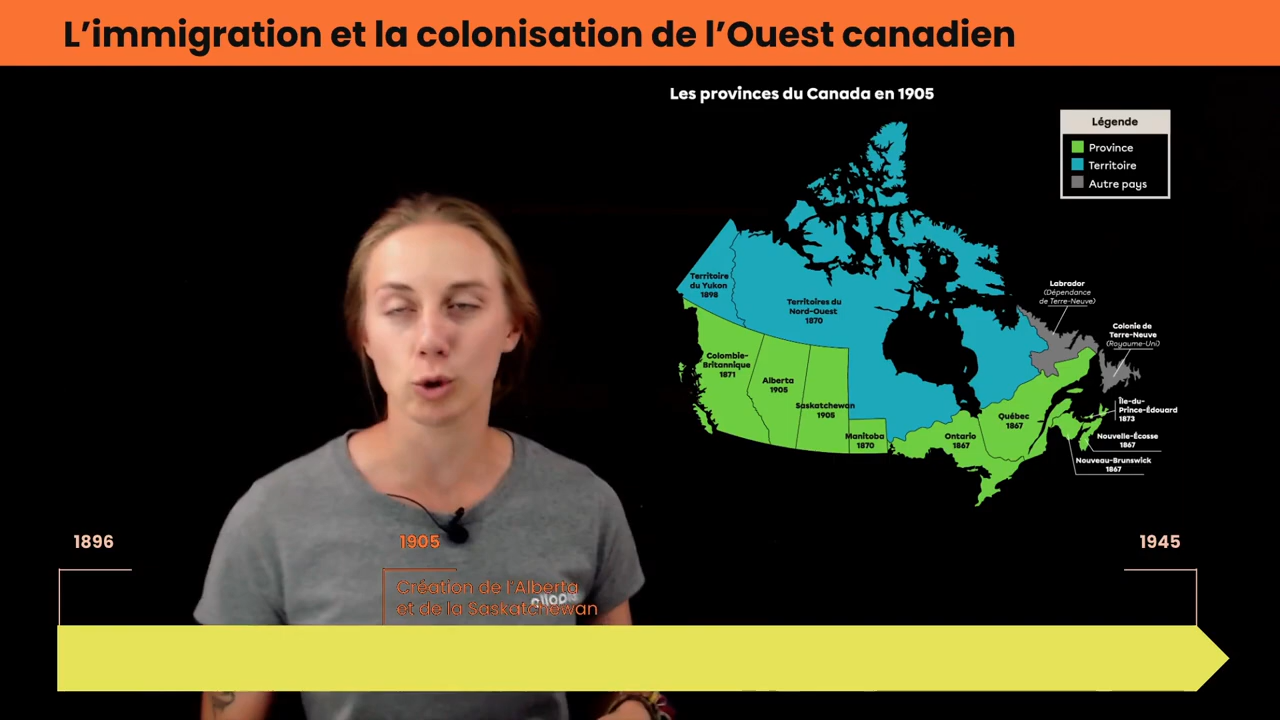 L’immigration et la colonisation de l’Ouest canadien
Les provinces du Canada en 1905
Légende
Province
Territoire
Autre pays
Territoire
du Yukon
1898
Territoires du
Nord-Ouest
1870
Labrador
(Dépendance
de Terre-Neuve)
Colonie de
Terre-Neuve
(Royaume-Uni)
Colombie-
Britannique
1871
Alberta
1905
Saskatchewan
1905
Manitoba
1870
Ontario
1867
Québec
1867
Île-du-
Prince-Édouard
1873
Nouvelle-Écosse
1867
Nouveau-Brunswick
1867
1896
1905
1945
Création de l’Alberta
et de la Saskatchewan